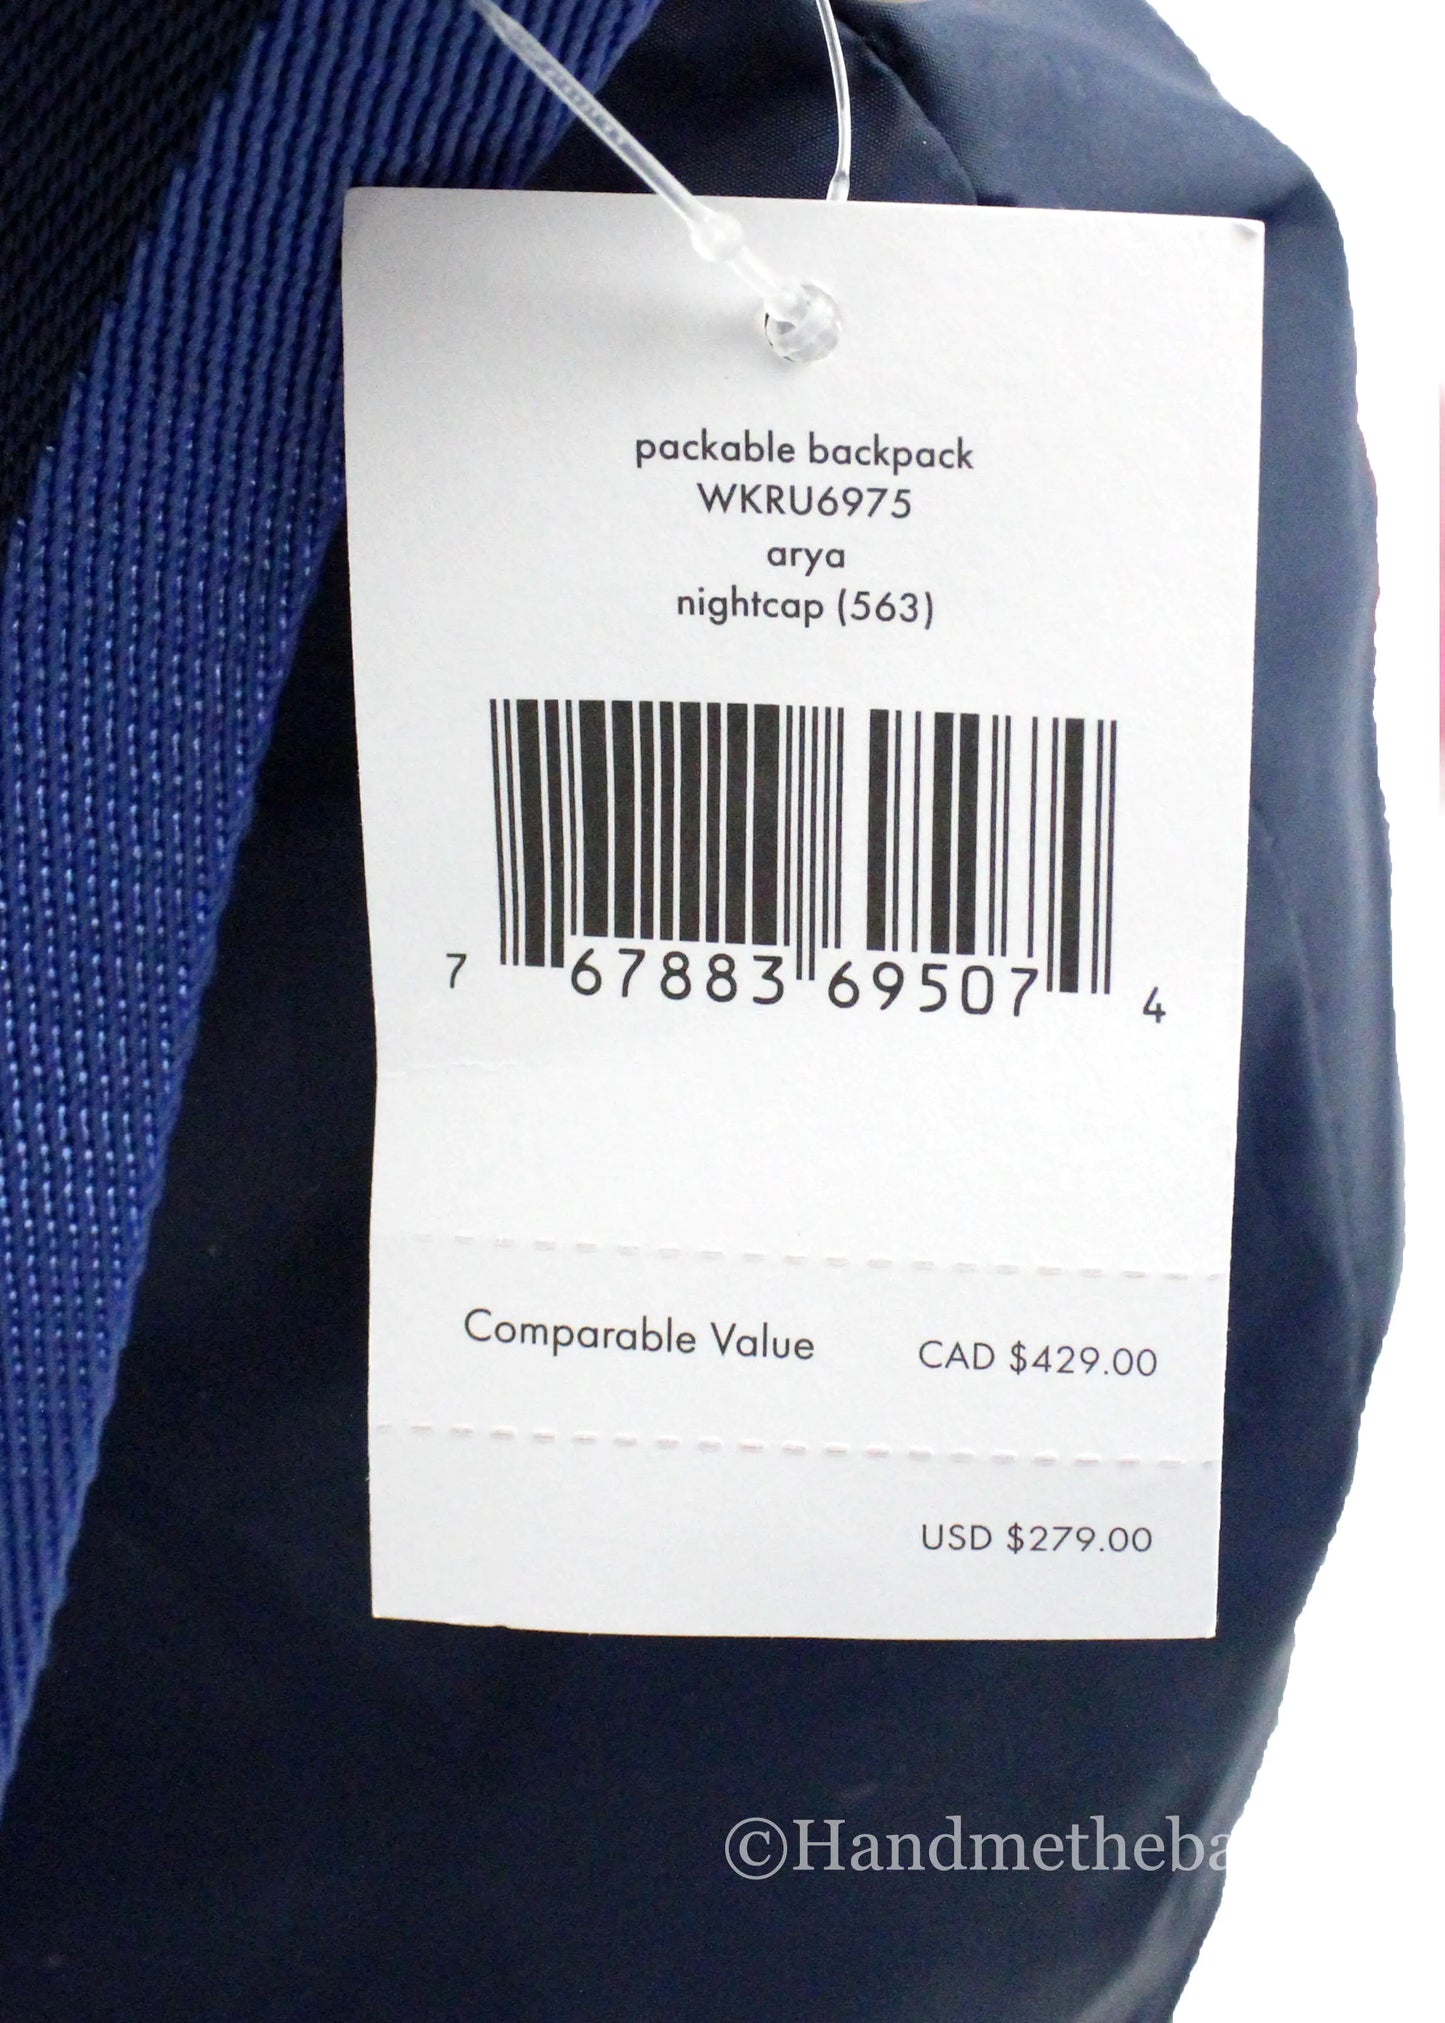 packable backpack
WKRU6975
arya
nightcap (563)
7 67883 69507 4
Comparable Value CAD $429.00
USD $279.00
©Handmetheba